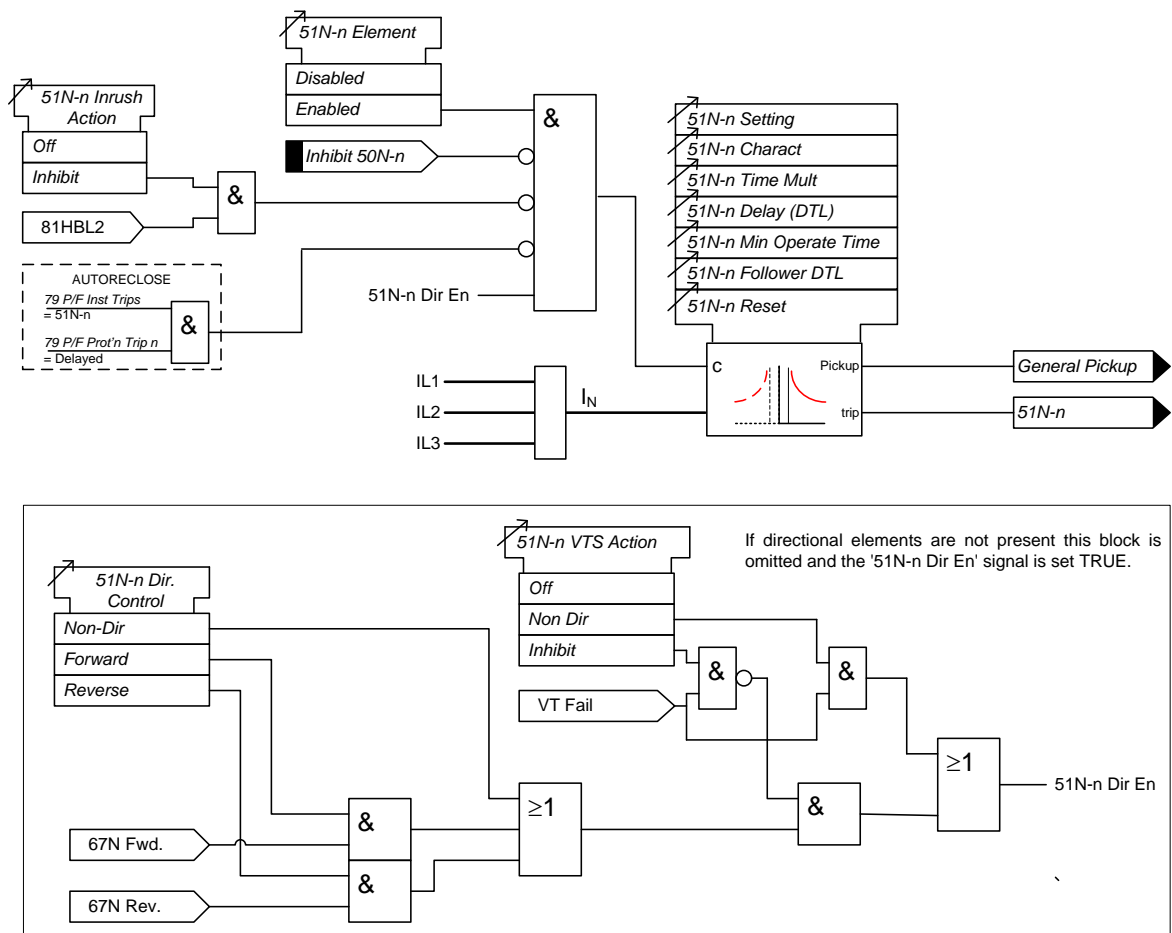 51N-n Element
Disabled
Enabled
51N-n Inrush
Action
Off
Inhibit
81HBL2
Inhibit 50N-n
&
&
AUTORECLOSE
79 P/F Inst Trips
= 51N-n
79 P/F Prot'n Trip n
= Delayed
&
51N-n Dir En
51N-n Setting
51N-n Charact
51N-n Time Mult
51N-n Delay (DTL)
51N-n Min Operate Time
51N-n Follower DTL
51N-n Reset
IL1
IL2
IL3
IN
c
Pickup
trip
General Pickup
51N-n
51N-n Dir.
Control
Non-Dir
Forward
Reverse
51N-n VTS Action
Off
Non Dir
Inhibit
VT Fail
If directional elements are not present this block is
omitted and the '51N-n Dir En' signal is set TRUE.
&
&
67N Fwd.
67N Rev.
&
&
≥1
&
≥1
51N-n Dir En